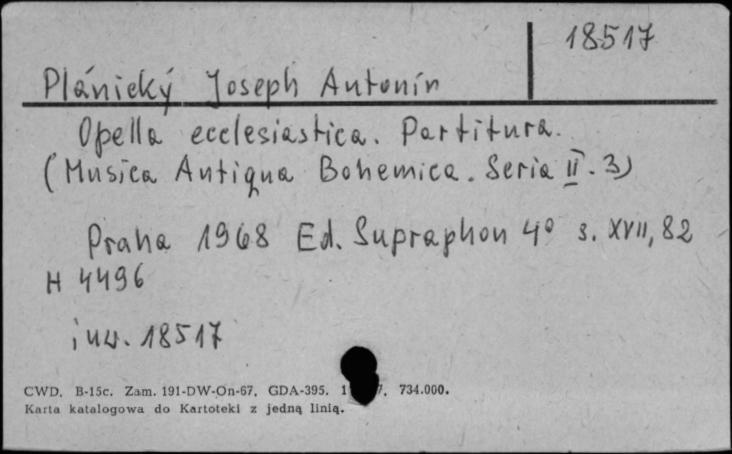 18517
Plánický Joseph Antonín
Opella ecclesiastica. Partitura.
(Musica Antiqua Bohemica. Seria II. 3)
Praha 1968 Ed. Supraphon 4° s. XVII, 82
H 4496
inw. 18517
CWD. B-15c. Zam. 191-DW-On-67. GDA-395. 734.000.
Karta katalogowa do Kartoteki z jedną linią.